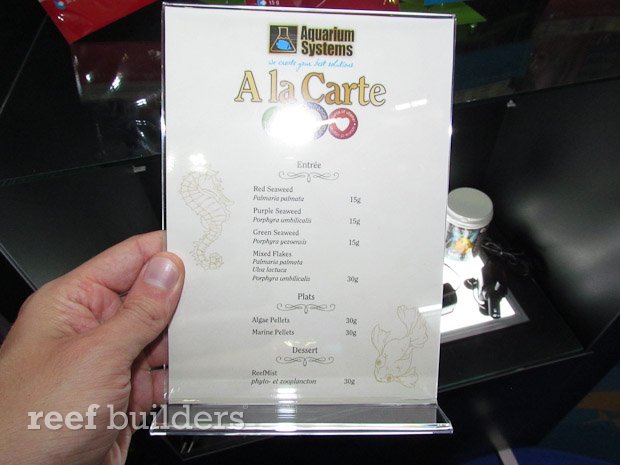 Aquarium
Systems
we create your best solutions
A la Carte
Entrée
Red Seaweed
Palmaria palmata 15g
Purple Seaweed
Porphyra umbilicalis 15g
Green Seaweed
Porphyra yezoensis 15g
Mixed Flakes
Palmaria palmata
Ulva lactuca
Porphyra umbilicalis 30g
Plats
Algae Pellets 30g
Marine Pellets 30g
Dessert
ReefMist
phyto- et zooplancton 30g
reef builders